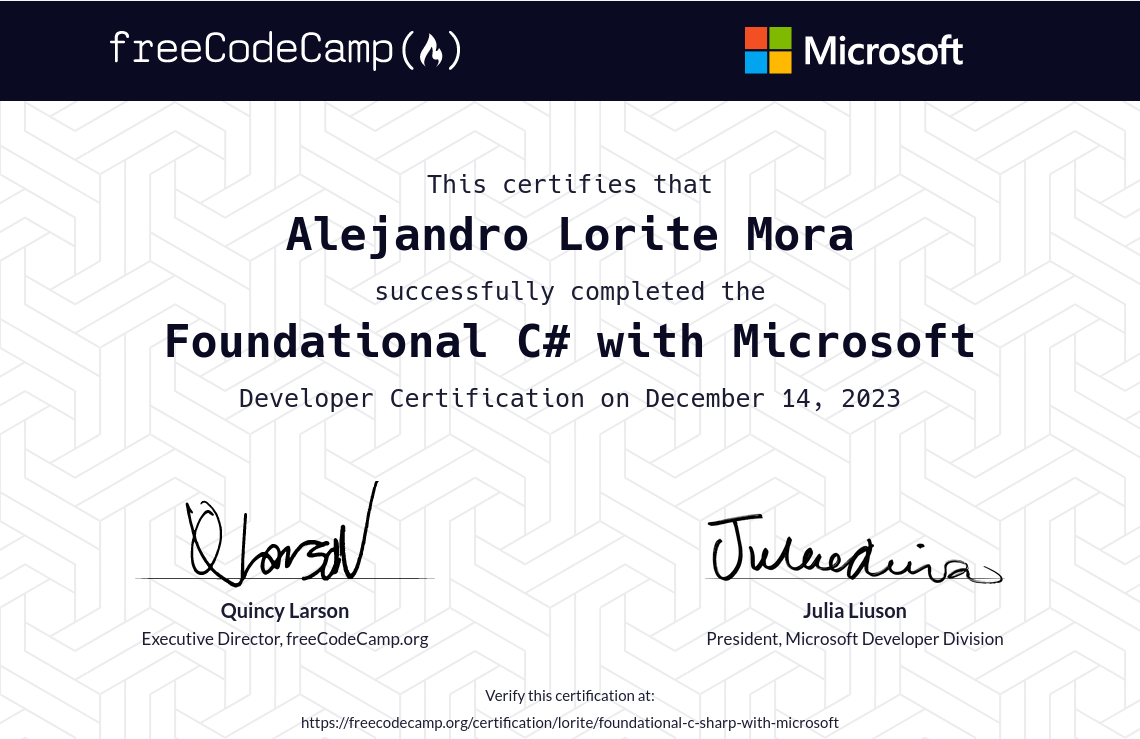 freeCodeCamp
Microsoft
This certifies that
Alejandro Lorite Mora
successfully completed the
Foundational C# with Microsoft
Developer Certification on December 14, 2023
Quincy Larson
Executive Director, freeCodeCamp.org
Julia Liuson
President, Microsoft Developer Division
Verify this certification at:
https://freecodecamp.org/certification/lorite/foundational-c-sharp-with-microsoft